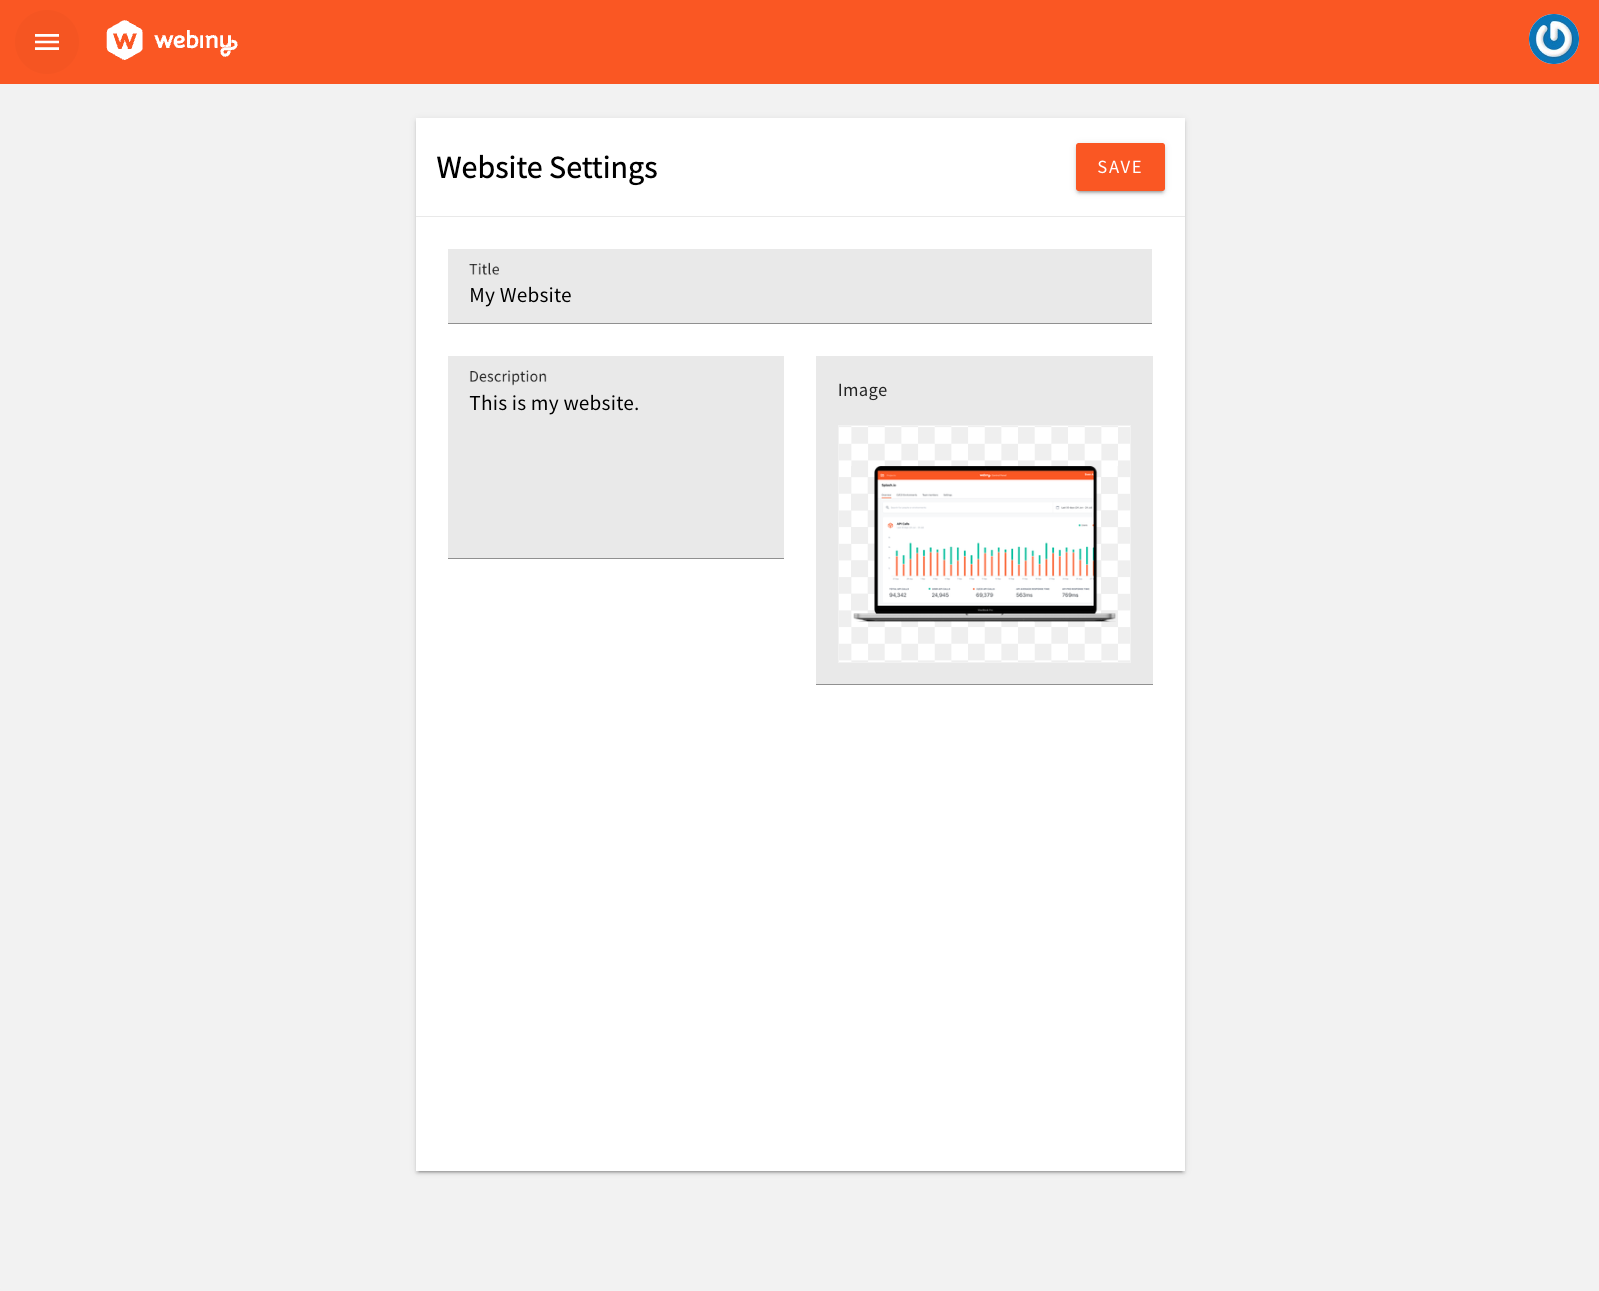 webiny
Website Settings
SAVE
Title
My Website
Description
This is my website.
Image
94,342
24,945
69,379
563ms
769ms